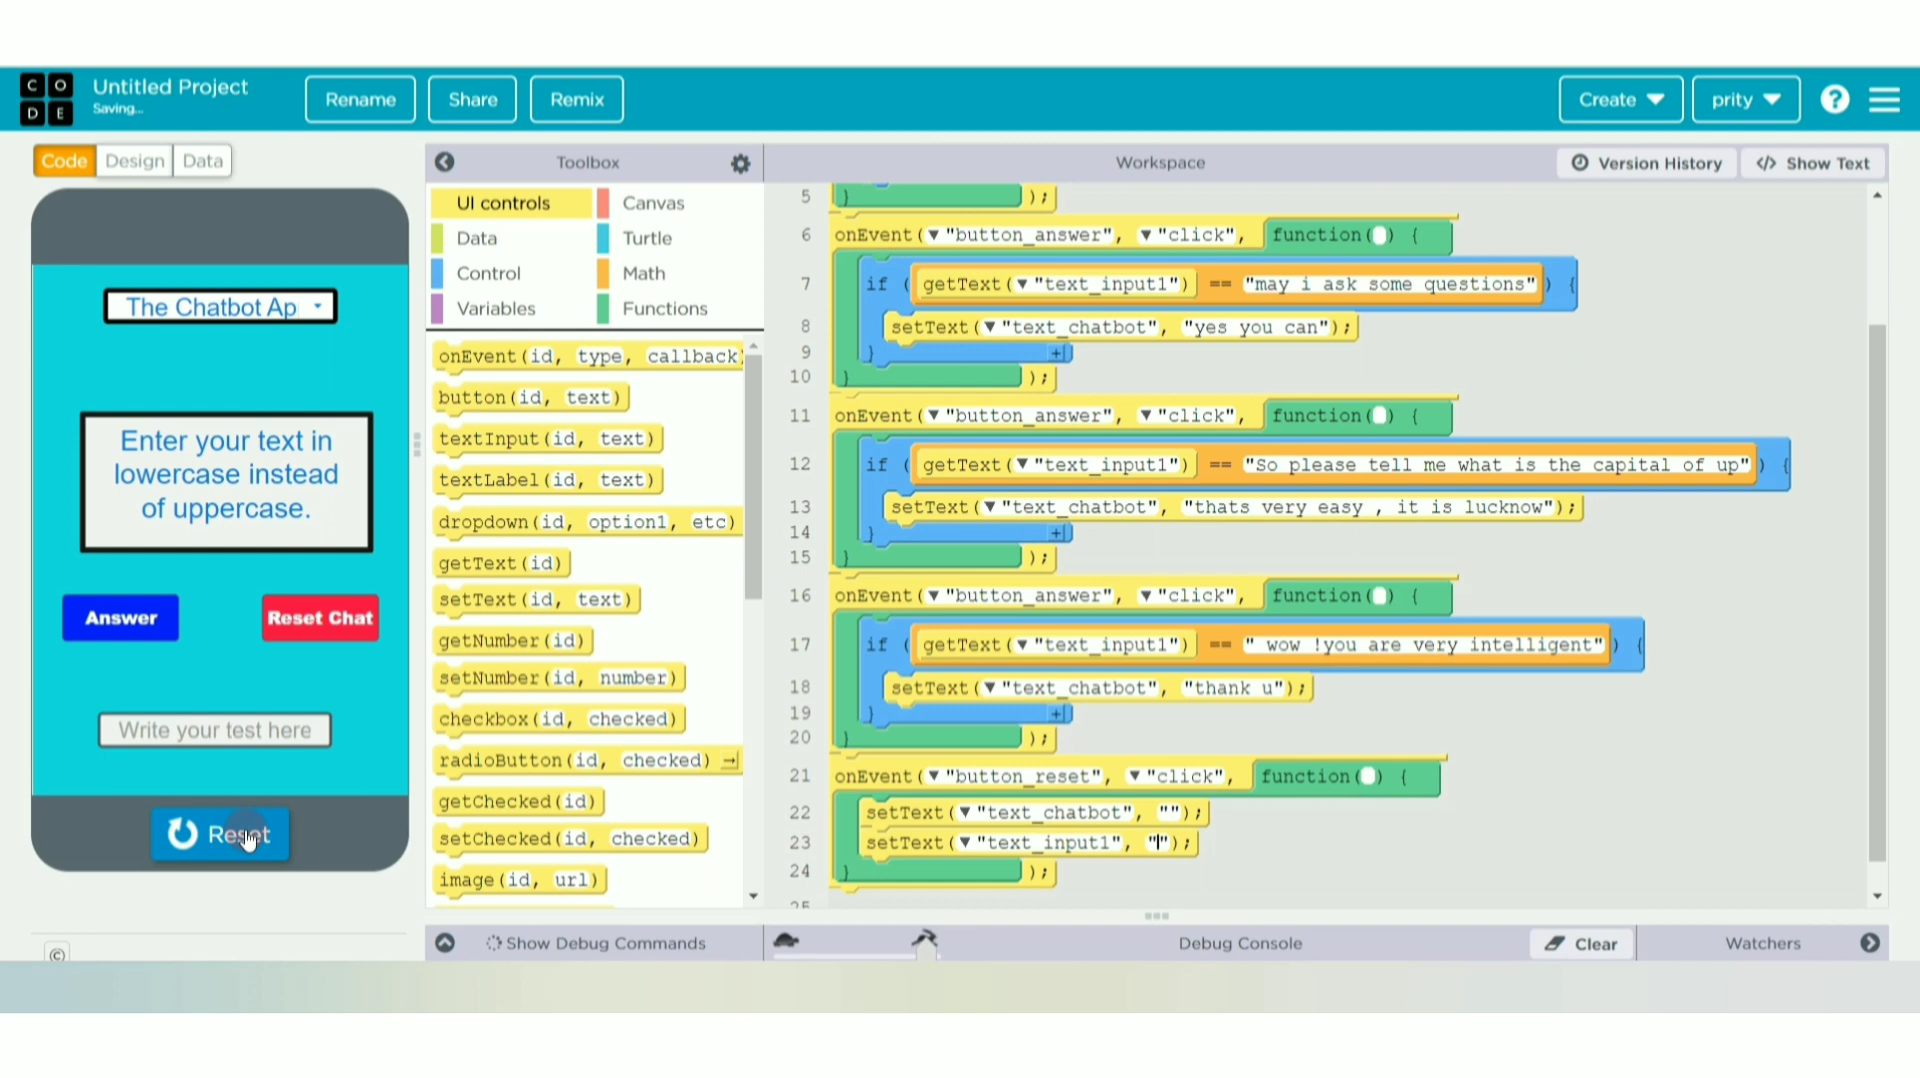 CODE
Untitled Project
Saving...
Rename
Share
Remix
Create
prity
?
Code
Design
Data
Toolbox
Workspace
Version History
</> Show Text
The Chatbot Ap
Enter your text in
lowercase instead
of uppercase.
Answer
Reset Chat
Write your test here
Reset
©
UI controls
Canvas
Data
Turtle
Control
Math
Variables
Functions
onEvent(id, type, callback)
button(id, text)
textInput(id, text)
textLabel(id, text)
dropdown(id, option1, etc)
getText(id)
setText(id, text)
getNumber(id)
setNumber(id, number)
checkbox(id, checked)
radioButton(id, checked)
getChecked(id)
setChecked(id, checked)
image(id, url)
5 } );
6 onEvent(▼"button_answer", ▼"click", function() {
7 if (getText(▼"text_input1") == "may i ask some questions") {
8 setText(▼"text_chatbot", "yes you can");
9 } +
10 } );
11 onEvent(▼"button_answer", ▼"click", function() {
12 if (getText(▼"text_input1") == "So please tell me what is the capital of up") {
13 setText(▼"text_chatbot", "thats very easy , it is lucknow");
14 } +
15 } );
16 onEvent(▼"button_answer", ▼"click", function() {
17 if (getText(▼"text_input1") == " wow !you are very intelligent") {
18 setText(▼"text_chatbot", "thank u");
19 } +
20 } );
21 onEvent(▼"button_reset", ▼"click", function() {
22 setText(▼"text_chatbot", "");
23 setText(▼"text_input1", "");
24 } );
25
Show Debug Commands
Debug Console
Clear
Watchers